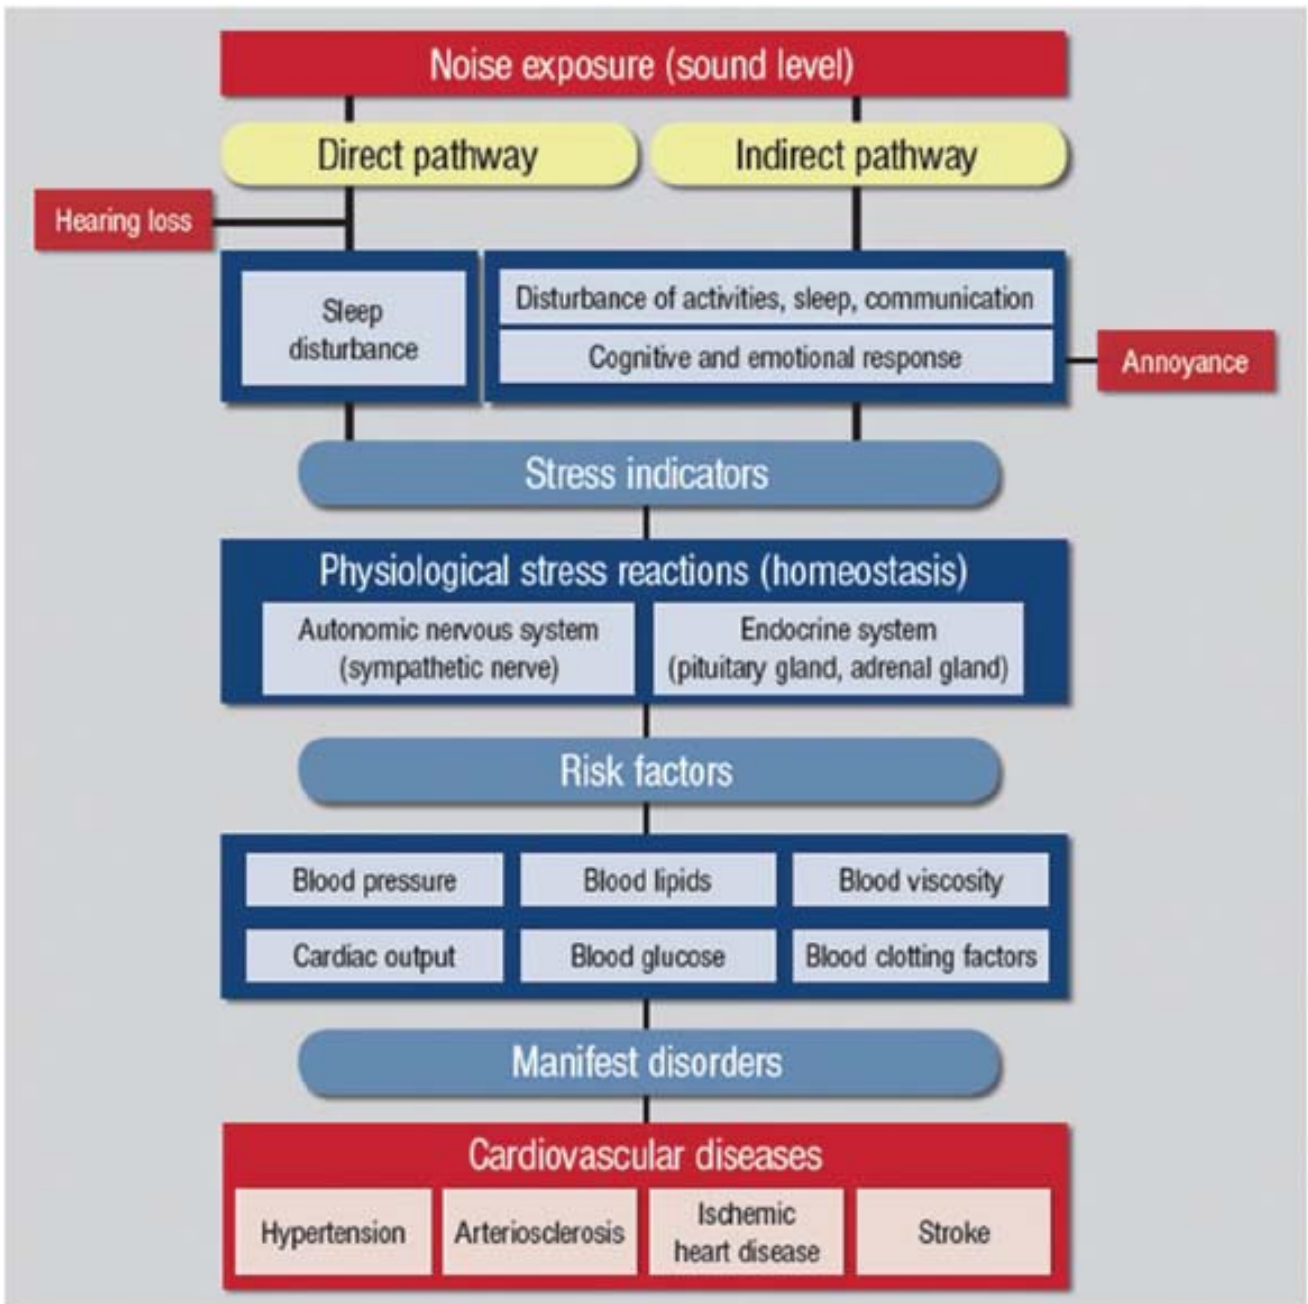 Noise exposure (sound level)
Direct pathway
Indirect pathway
Hearing loss
Sleep
disturbance
Disturbance of activities, sleep, communication
Cognitive and emotional response
Annoyance
Stress indicators
Physiological stress reactions (homeostasis)
Autonomic nervous system
(sympathetic nerve)
Endocrine system
(pituitary gland, adrenal gland)
Risk factors
Blood pressure
Blood lipids
Blood viscosity
Cardiac output
Blood glucose
Blood clotting factors
Manifest disorders
Cardiovascular diseases
Hypertension
Arteriosclerosis
Ischemic
heart disease
Stroke